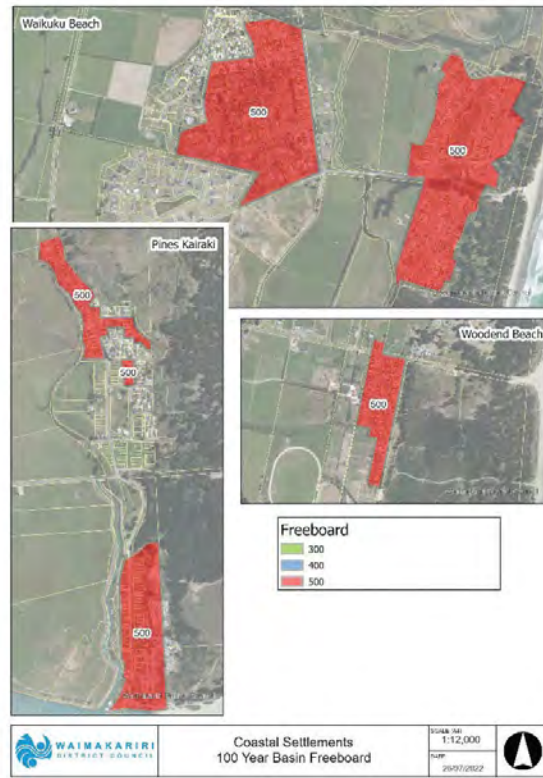 Waikuku Beach
500
500
Pines Kairaki
500
500
500
Woodend Beach
500
Freeboard
300
400
500
WAIMAKARIRI
DISTRICT COUNCIL
Coastal Settlements
100 Year Basin Freeboard
1:12,000
DATE
26/07/2022